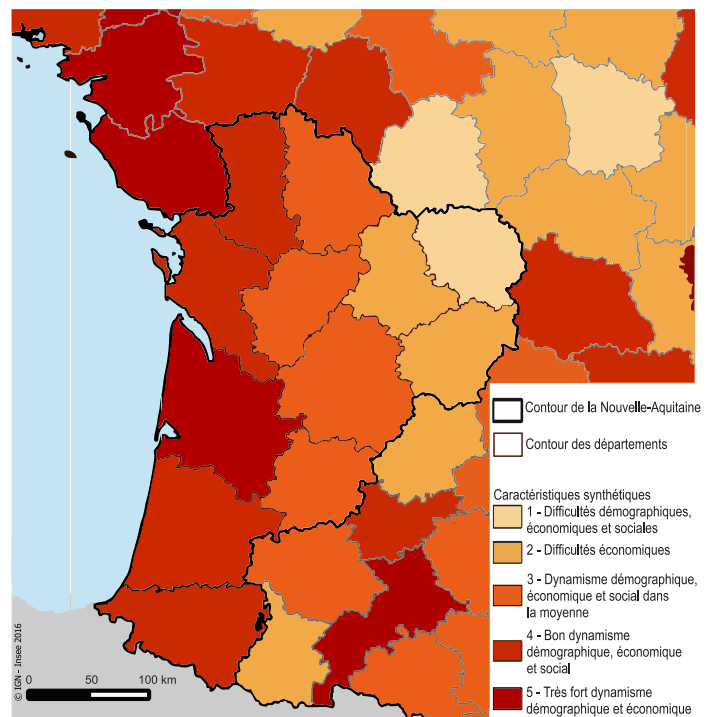 Contour de la Nouvelle-Aquitaine
Contour des départements
Caractéristiques synthétiques
1 - Difficultés démographiques,
économiques et sociales
2 - Difficultés économiques
3 - Dynamisme démographique,
économique et social dans
la moyenne
4 - Bon dynamisme
démographique, économique
et social
5 - Très fort dynamisme
démographique et économique
© IGN - Insee 2016
0 50 100 km